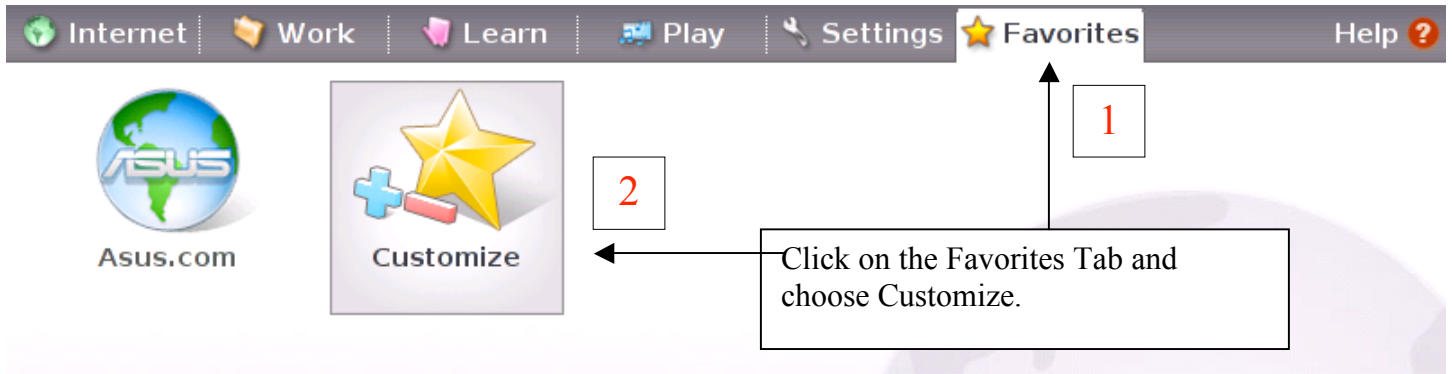 Internet Work Learn Play Settings Favorites Help ?
1
ASUS
2
Asus.com Customize
Click on the Favorites Tab and
choose Customize.